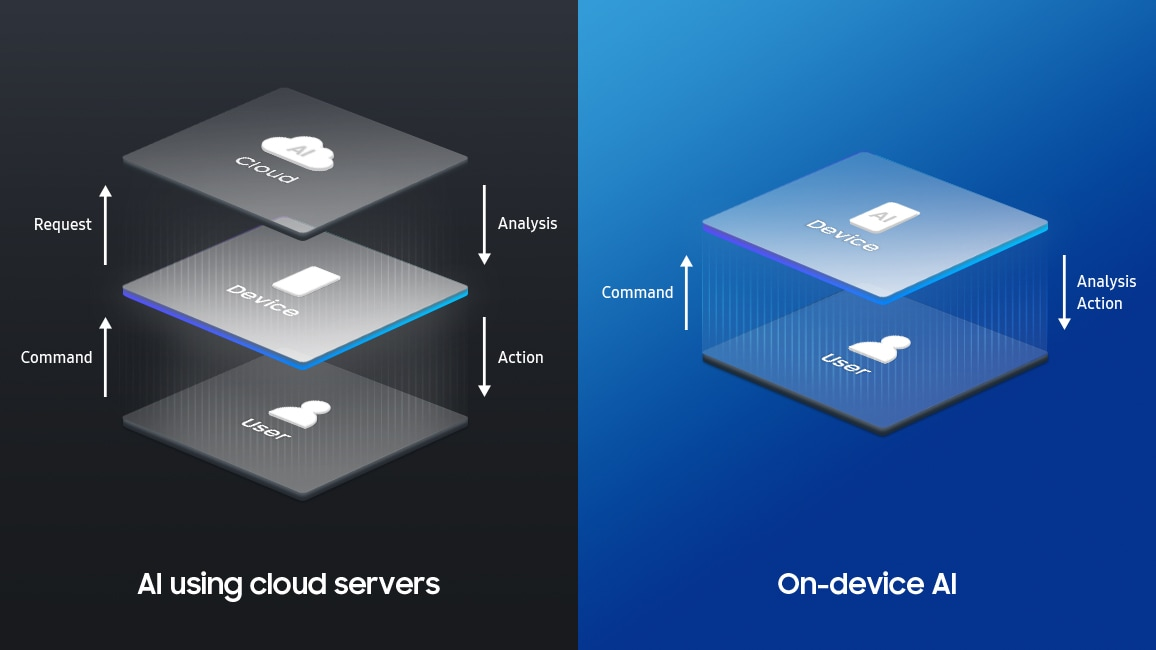 AI
Cloud
Request
Analysis
Device
Command
Action
User
AI using cloud servers
AI
Device
Command
Analysis
Action
User
On-device AI